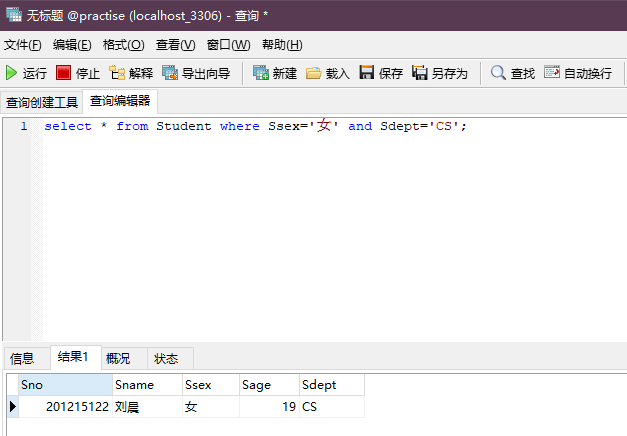 无标题 @practise (localhost_3306) - 查询 *
文件(F) 编辑(E) 格式(O) 查看(V) 窗口(W) 帮助(H)
运行 停止 解释 导出向导 新建 载入 保存 另存为 查找 自动换行
查询创建工具 查询编辑器
1 select * from Student where Ssex='女' and Sdept='CS';
信息 结果1 概况 状态
Sno Sname Ssex Sage Sdept
201215122 刘晨 女 19 CS